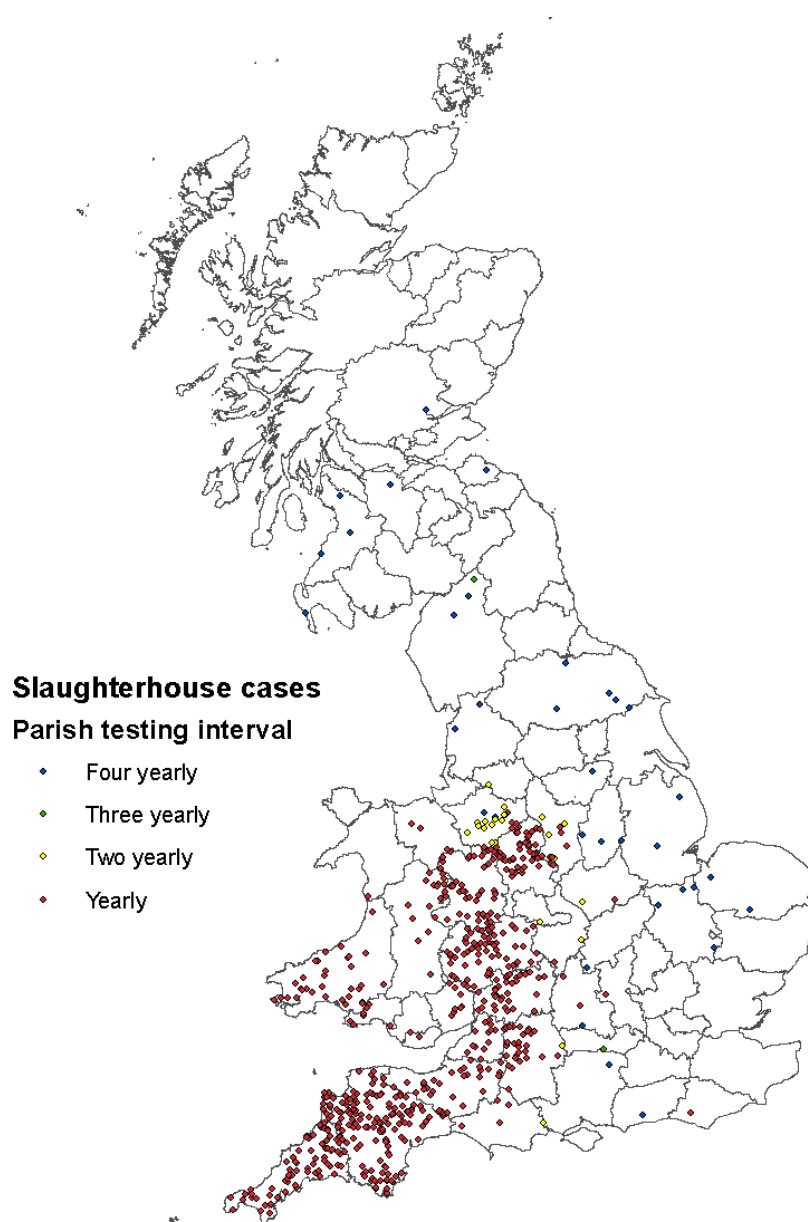 Slaughterhouse cases
Parish testing interval
Four yearly
Three yearly
Two yearly
Yearly